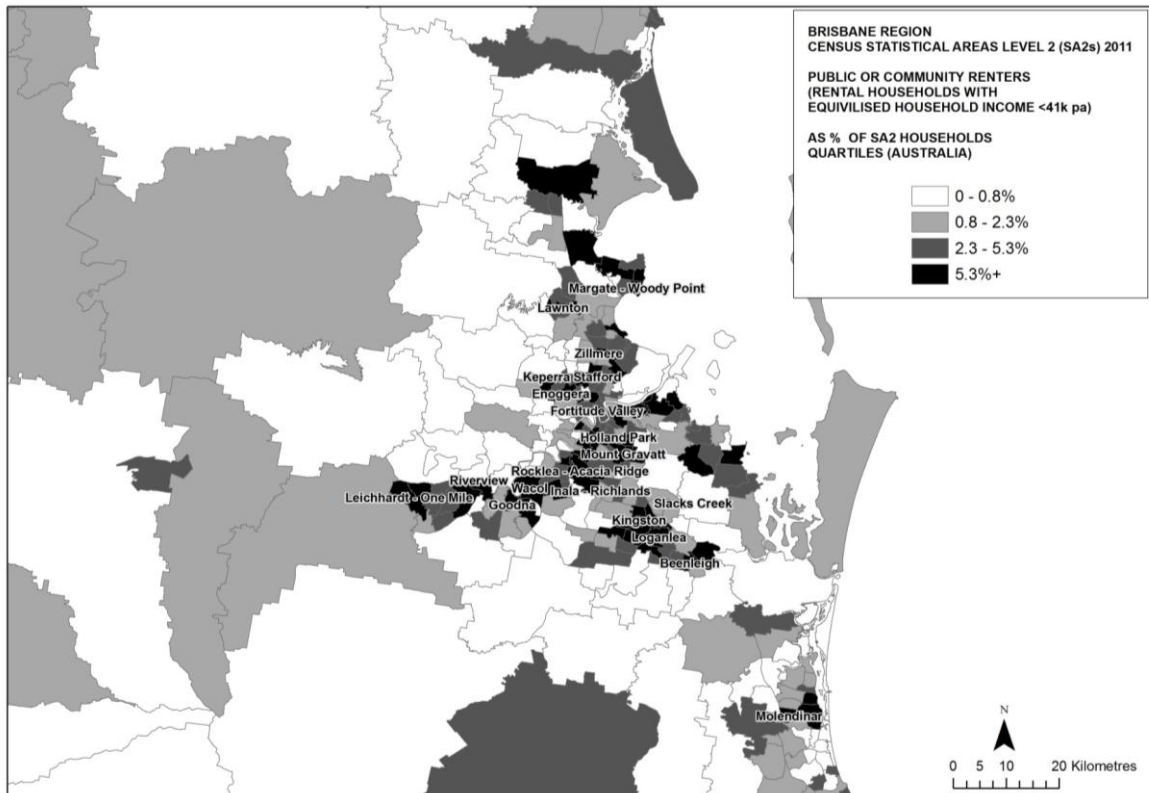 BRISBANE REGION
CENSUS STATISTICAL AREAS LEVEL 2 (SA2s) 2011
PUBLIC OR COMMUNITY RENTERS
(RENTAL HOUSEHOLDS WITH
EQUIVILISED HOUSEHOLD INCOME <41k pa)
AS % OF SA2 HOUSEHOLDS
QUARTILES (AUSTRALIA)
0 - 0.8%
0.8 - 2.3%
2.3 - 5.3%
5.3%+
Margate - Woody Point
Lawnton
Zillmere
Keperra Stafford
Enoggera
Fortitude Valley
Holland Park
Mount Gravatt
Rocklea - Acacia Ridge
Riverview
Wacol Inala - Richlands
Leichhardt - One Mile
Goodna
Slacks Creek
Kingston
Loganlea
Beenleigh
Molendinar
N
0 5 10 20 Kilometres